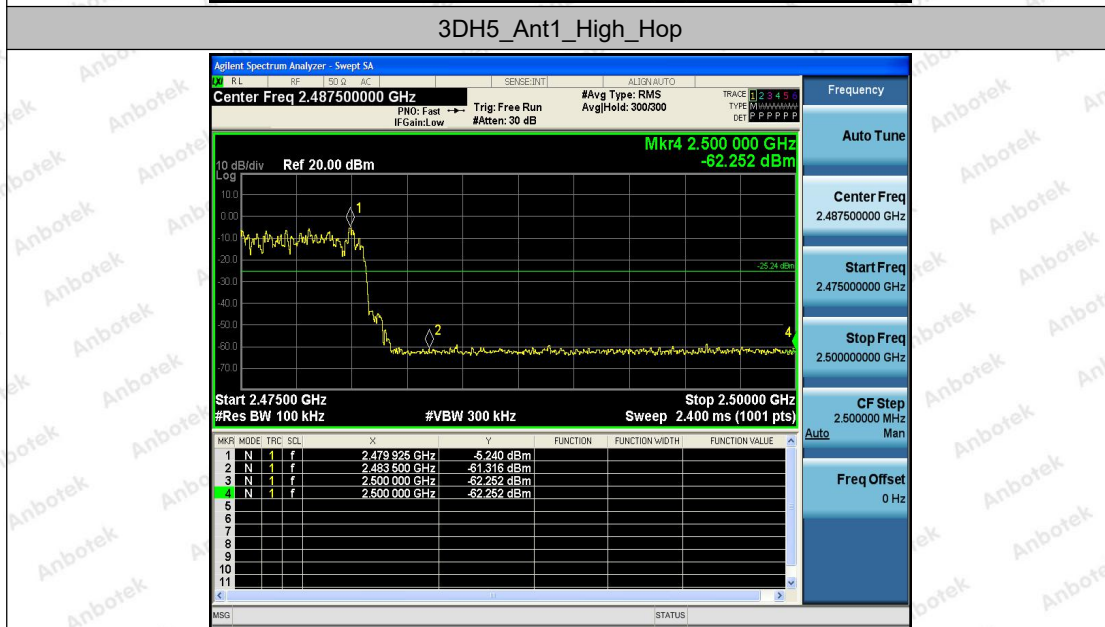 3DH5_Ant1_High_Hop
Agilent Spectrum Analyzer - Swept SA
RL RF 50 Ω AC SENSE:INT ALIGN AUTO
Center Freq 2.487500000 GHz
PNO: Fast
IFGain:Low
Trig: Free Run
#Atten: 30 dB
#Avg Type: RMS
Avg|Hold: 300/300
TRACE 1 2 3 4 5 6
TYPE M
DET P P P P P P
Mkr4 2.500 000 GHz
-62.252 dBm
10 dB/div Ref 20.00 dBm
Log
10.0
0.00
-10.0
-20.0
-30.0
-40.0
-50.0
-60.0
-70.0
1
2
4
-25.24 dBm
Start 2.47500 GHz Stop 2.50000 GHz
#Res BW 100 kHz #VBW 300 kHz Sweep 2.400 ms (1001 pts)
MKR MODE TRC SCL X Y FUNCTION FUNCTION WIDTH FUNCTION VALUE
1 N 1 f 2.479 925 GHz -5.240 dBm
2 N 1 f 2.483 500 GHz -61.316 dBm
3 N 1 f 2.500 000 GHz -62.252 dBm
4 N 1 f 2.500 000 GHz -62.252 dBm
5
6
7
8
9
10
11
MSG STATUS
Frequency
Auto Tune
Center Freq
2.487500000 GHz
Start Freq
2.475000000 GHz
Stop Freq
2.500000000 GHz
CF Step
2.500000 MHz
Auto Man
Freq Offset
0 Hz
Anbotek